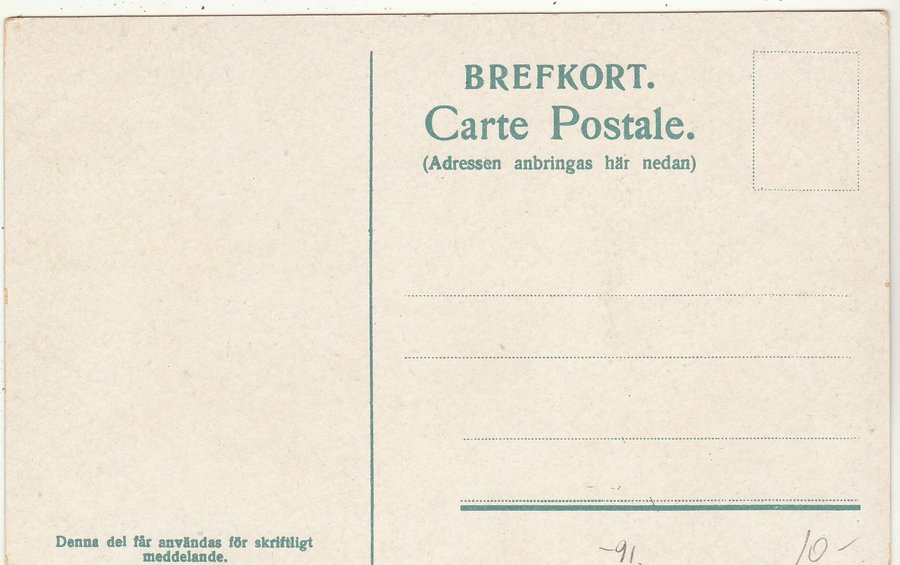 BREFKORT.
Carte Postale.
(Adressen anbringas här nedan)
Denna del får användas för skriftligt
meddelande.
-91.
10-